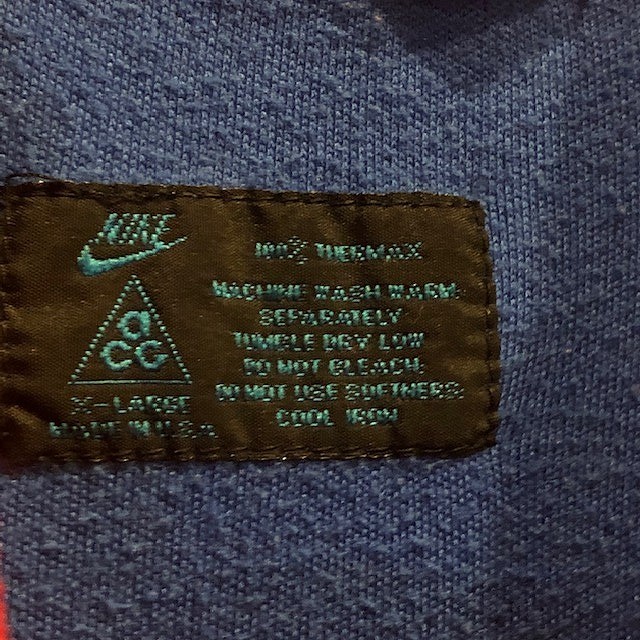 NIKE
aCG
X-LARGE
MADE IN U.S.A
100% THERMAX
MACHINE WASH WARM
SEPARATELY
TUMBLE DRY LOW
DO NOT BLEACH
DO NOT USE SOFTNERS
COOL IRON